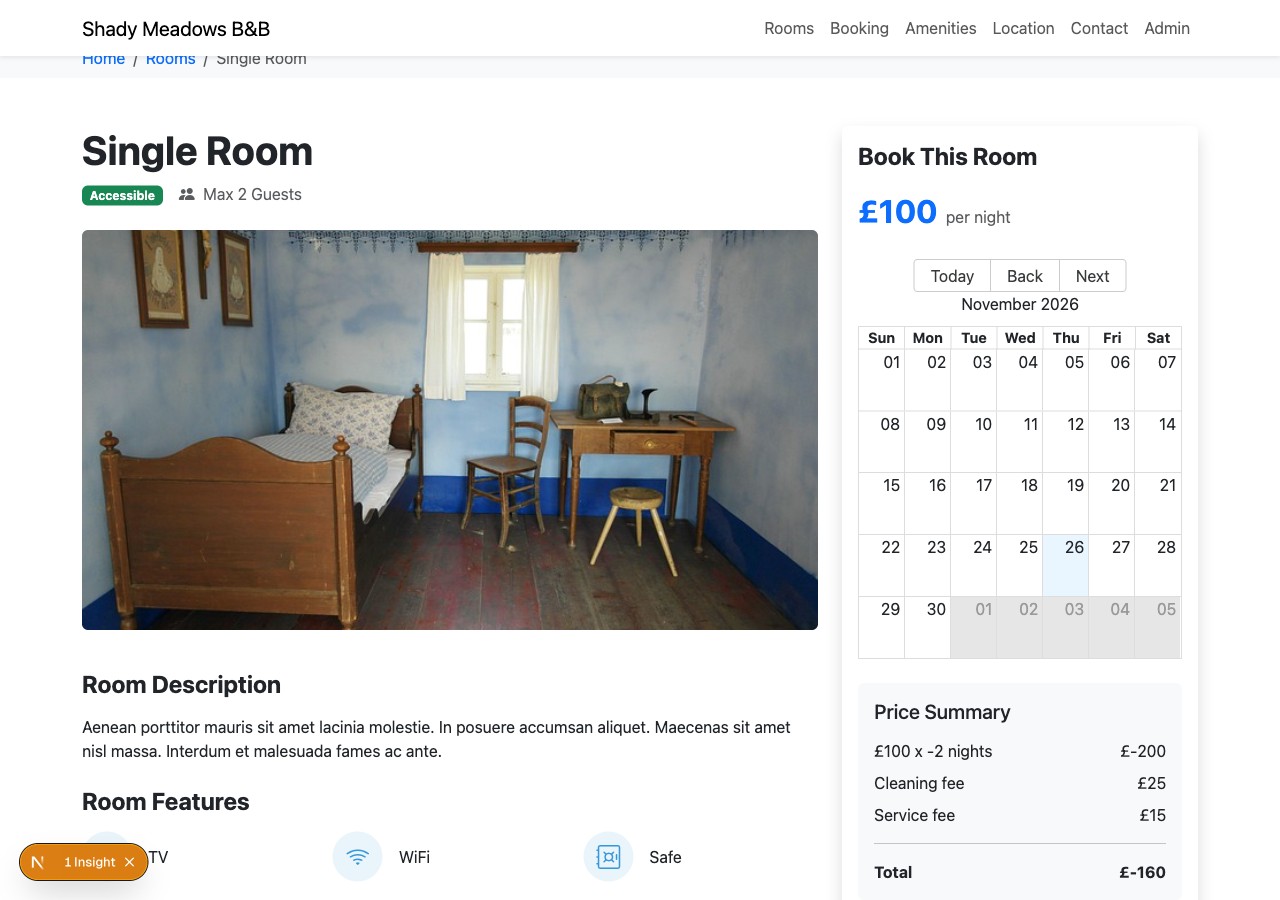 Shady Meadows B&B
Rooms Booking Amenities Location Contact Admin
Home / Rooms / Single Room
Single Room
Accessible Max 2 Guests
Room Description
Aenean porttitor mauris sit amet lacinia molestie. In posuere accumsan aliquet. Maecenas sit amet
nisl massa. Interdum et malesuada fames ac ante.
Room Features
TV WiFi Safe
1 Insight
Book This Room
£100 per night
Today Back Next
November 2026
Sun Mon Tue Wed Thu Fri Sat
01 02 03 04 05 06 07
08 09 10 11 12 13 14
15 16 17 18 19 20 21
22 23 24 25 26 27 28
29 30 01 02 03 04 05
Price Summary
£100 x -2 nights £-200
Cleaning fee £25
Service fee £15
Total £-160